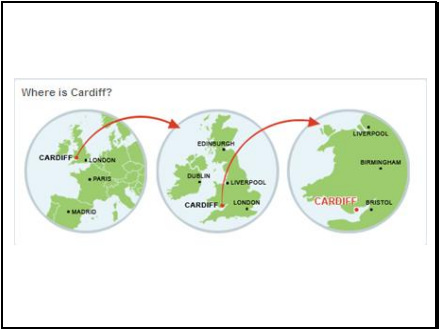 Where is Cardiff?
CARDIFF
LONDON
PARIS
MADRID
EDINBURGH
DUBLIN
LIVERPOOL
CARDIFF
LONDON
LIVERPOOL
BIRMINGHAM
CARDIFF
BRISTOL